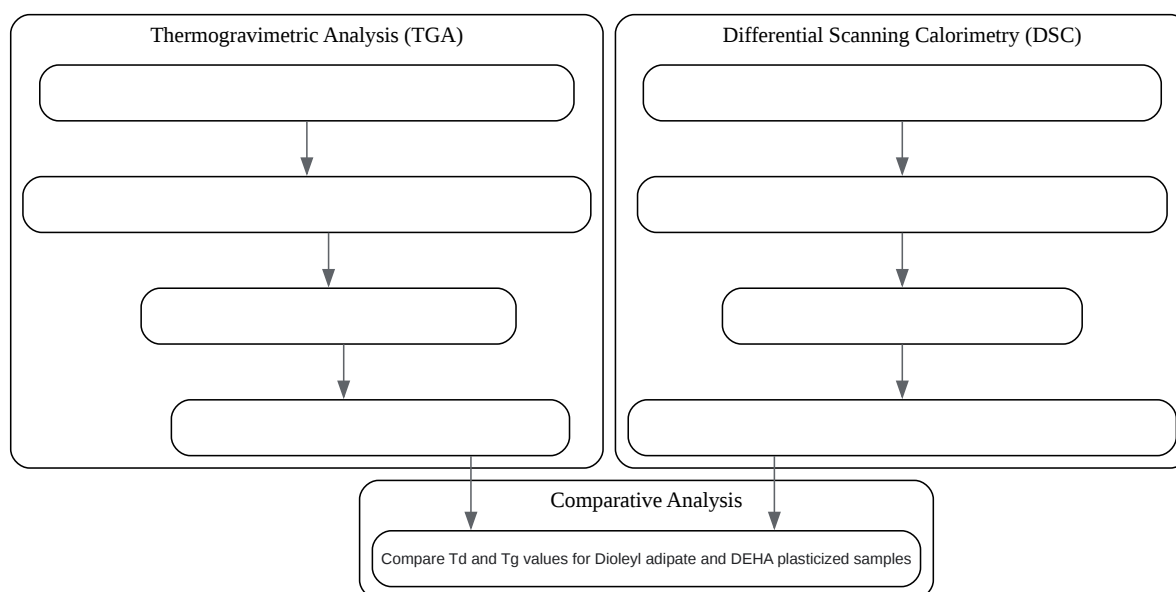 Thermogravimetric Analysis (TGA)
Differential Scanning Calorimetry (DSC)
Comparative Analysis
Compare Td and Tg values for Dioleyl adipate and DEHA plasticized samples